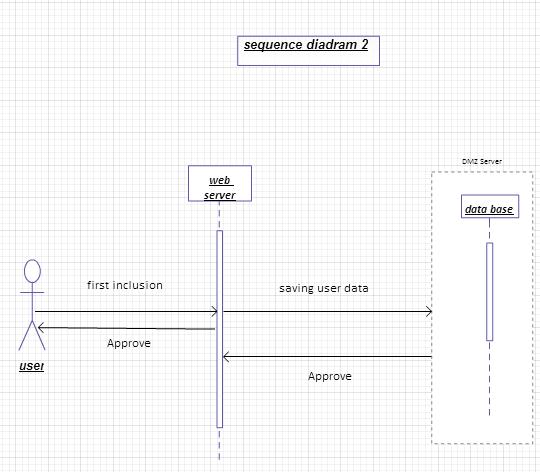 sequence diadram 2
DMZ Server
web
server
data base
first inclusion
saving user data
Approve
Approve
user